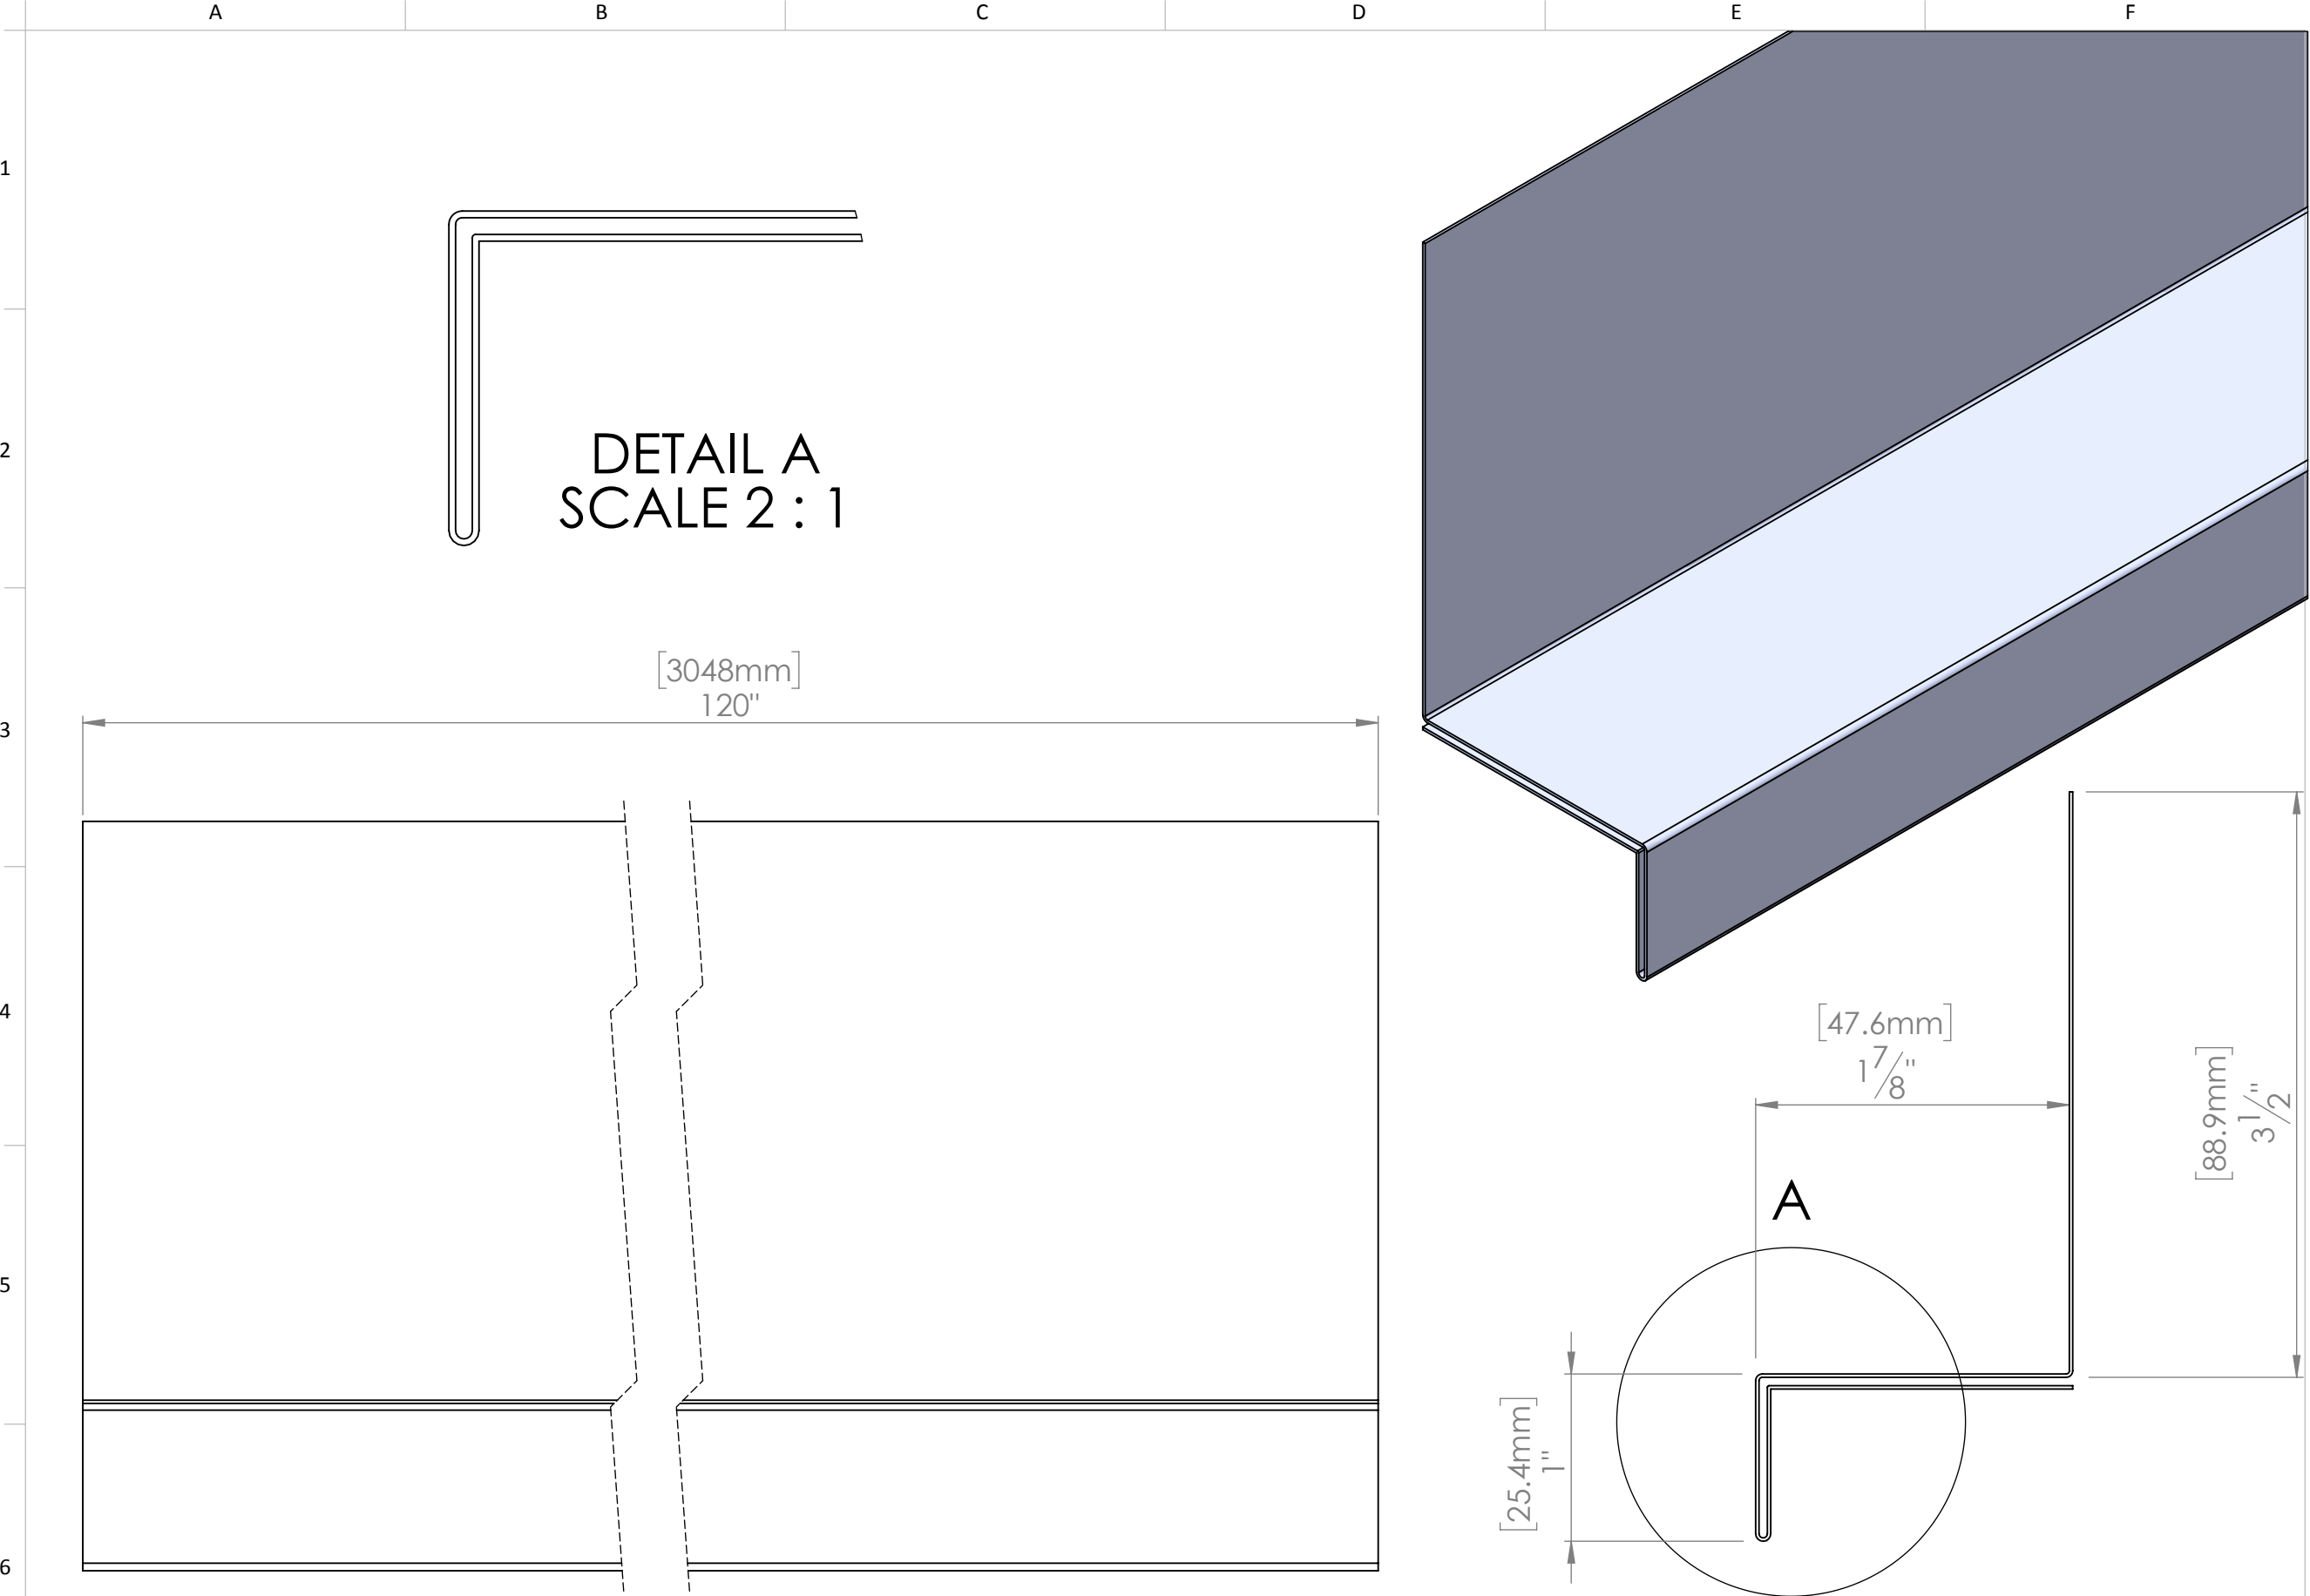 A B C D E F
1
DETAIL A
SCALE 2 : 1
2
[3048mm]
120"
3
4
[47.6mm]
1 7/8"
[88.9mm]
3 1/2"
A
5
[25.4mm]
1"
6